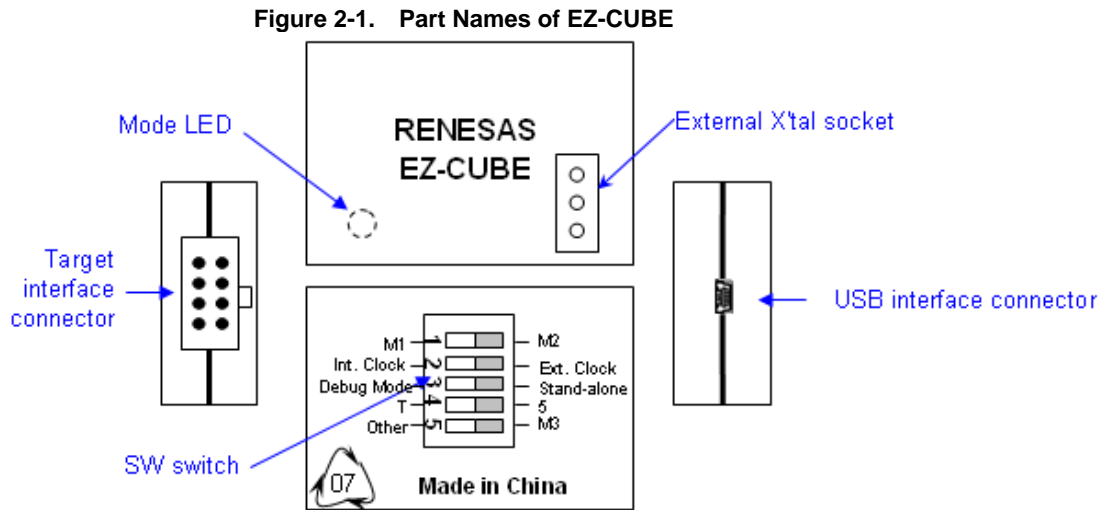 Figure 2-1. Part Names of EZ-CUBE
Mode LED
RENESAS
EZ-CUBE
External X'tal socket
Target
interface
connector
USB interface connector
M1 1 M2
Int. Clock 2 Ext. Clock
Debug Mode 3 Stand-alone
T 4 5
Other 5 M3
SW switch
07
Made in China